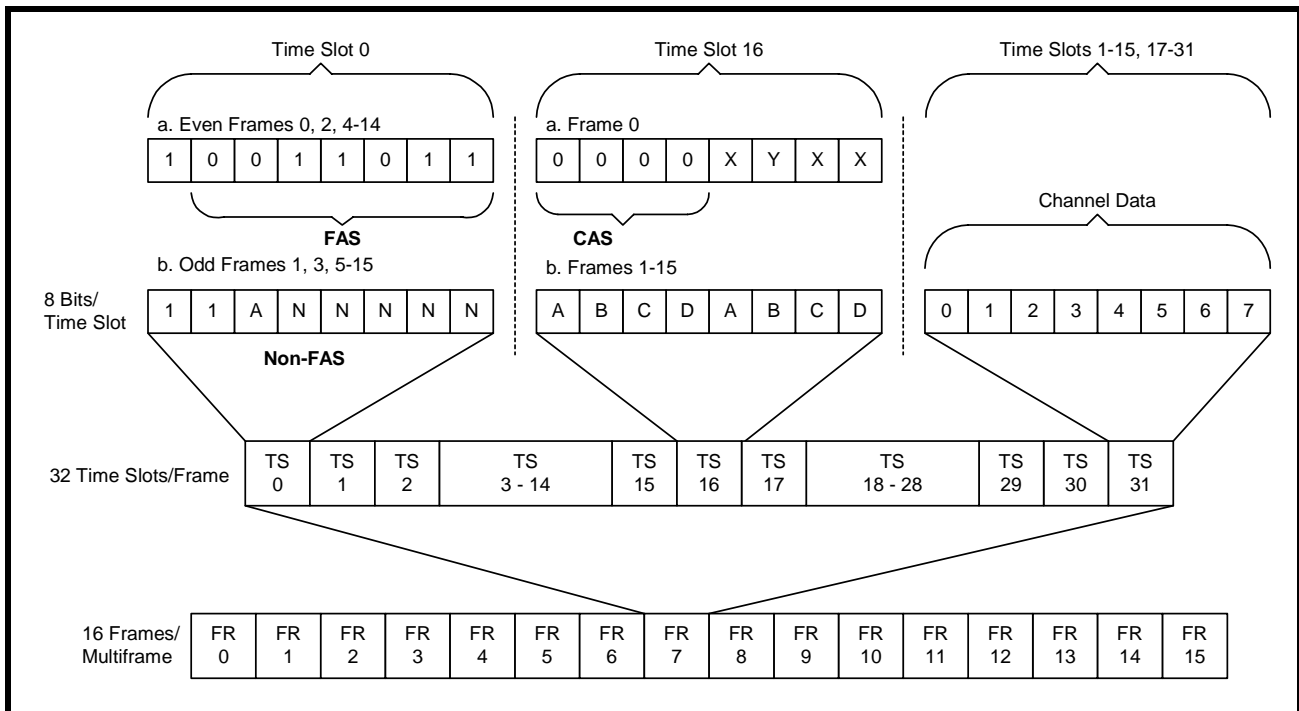 Time Slot 0
Time Slot 16
Time Slots 1-15, 17-31
a. Even Frames 0, 2, 4-14
a. Frame 0
1 0 0 1 1 0 1 1
0 0 0 0 X Y X X
Channel Data
FAS
CAS
b. Odd Frames 1, 3, 5-15
b. Frames 1-15
8 Bits/
Time Slot
1 1 A N N N N N
A B C D A B C D
0 1 2 3 4 5 6 7
Non-FAS
32 Time Slots/Frame
TS 0
TS 1
TS 2
TS 3 - 14
TS 15
TS 16
TS 17
TS 18 - 28
TS 29
TS 30
TS 31
16 Frames/
Multiframe
FR 0
FR 1
FR 2
FR 3
FR 4
FR 5
FR 6
FR 7
FR 8
FR 9
FR 10
FR 11
FR 12
FR 13
FR 14
FR 15